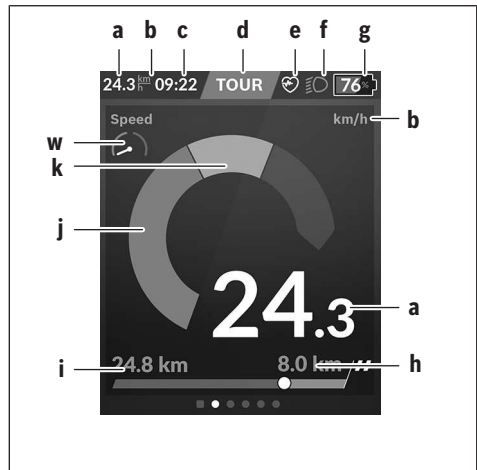 a b c d e f g
24.3 km/h 09:22 TOUR 76%
Speed km/h b
w
k
j
24.3 a
i 24.8 km 8.0 km h